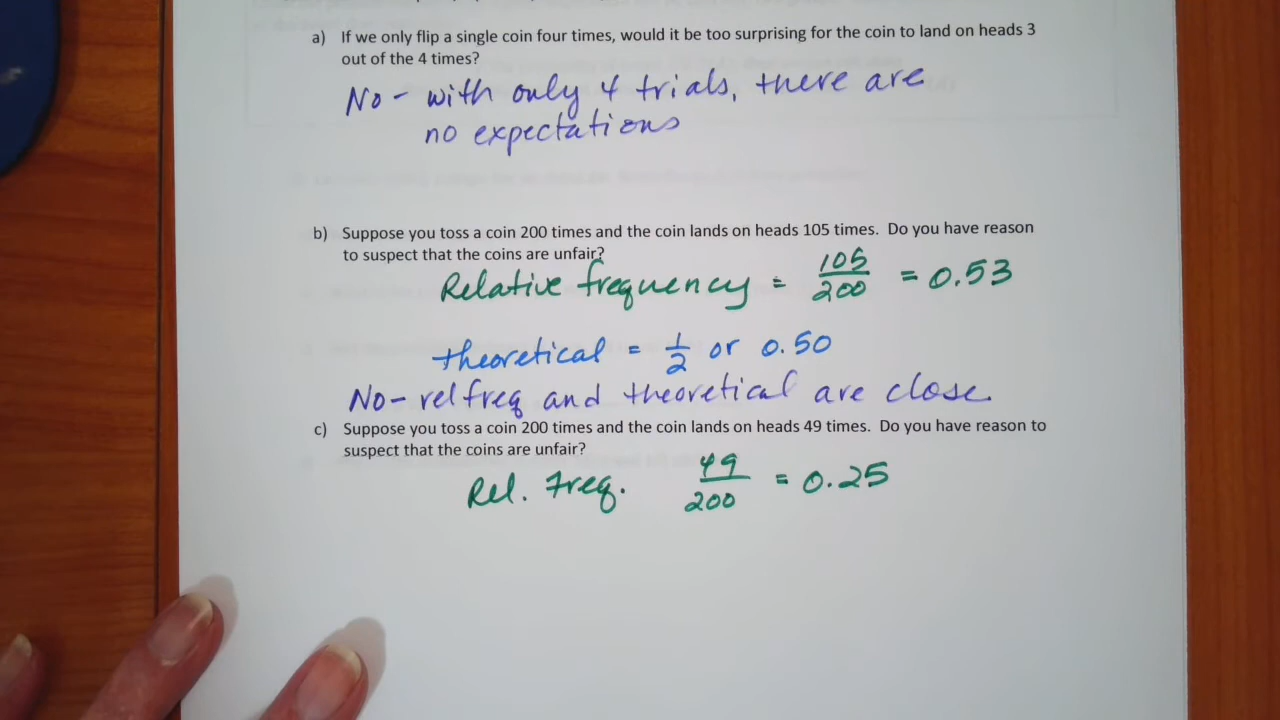 a) If we only flip a single coin four times, would it be too surprising for the coin to land on heads 3
out of the 4 times?
No - with only 4 trials, there are
no expectations
b) Suppose you toss a coin 200 times and the coin lands on heads 105 times. Do you have reason
to suspect that the coins are unfair?
Relative frequency = 105/200 = 0.53
theoretical = 1/2 or 0.50
No - rel freq and theoretical are close.
c) Suppose you toss a coin 200 times and the coin lands on heads 49 times. Do you have reason to
suspect that the coins are unfair?
Rel. Freq. 49/200 = 0.25